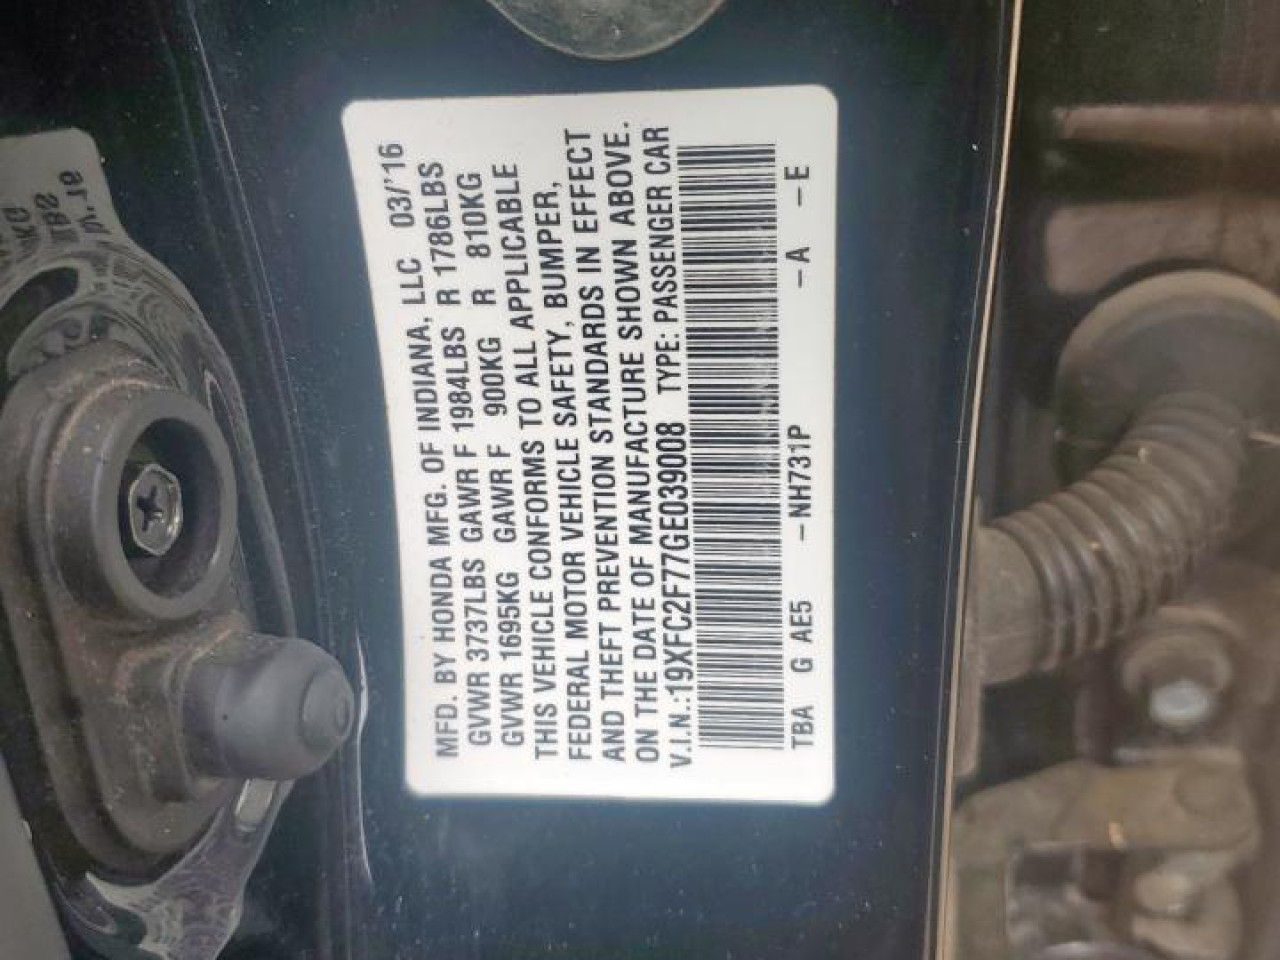 MFD. BY HONDA MFG. OF INDIANA, LLC 03/'16
GVWR 3737LBS GAWR F 1984LBS R 1786LBS
GVWR 1695KG GAWR F 900KG R 810KG
THIS VEHICLE CONFORMS TO ALL APPLICABLE
FEDERAL MOTOR VEHICLE SAFETY, BUMPER,
AND THEFT PREVENTION STANDARDS IN EFFECT
ON THE DATE OF MANUFACTURE SHOWN ABOVE.
V.I.N.:19XFC2F77GE039008 TYPE: PASSENGER CAR
TBA G AE5 -NH731P -A -E